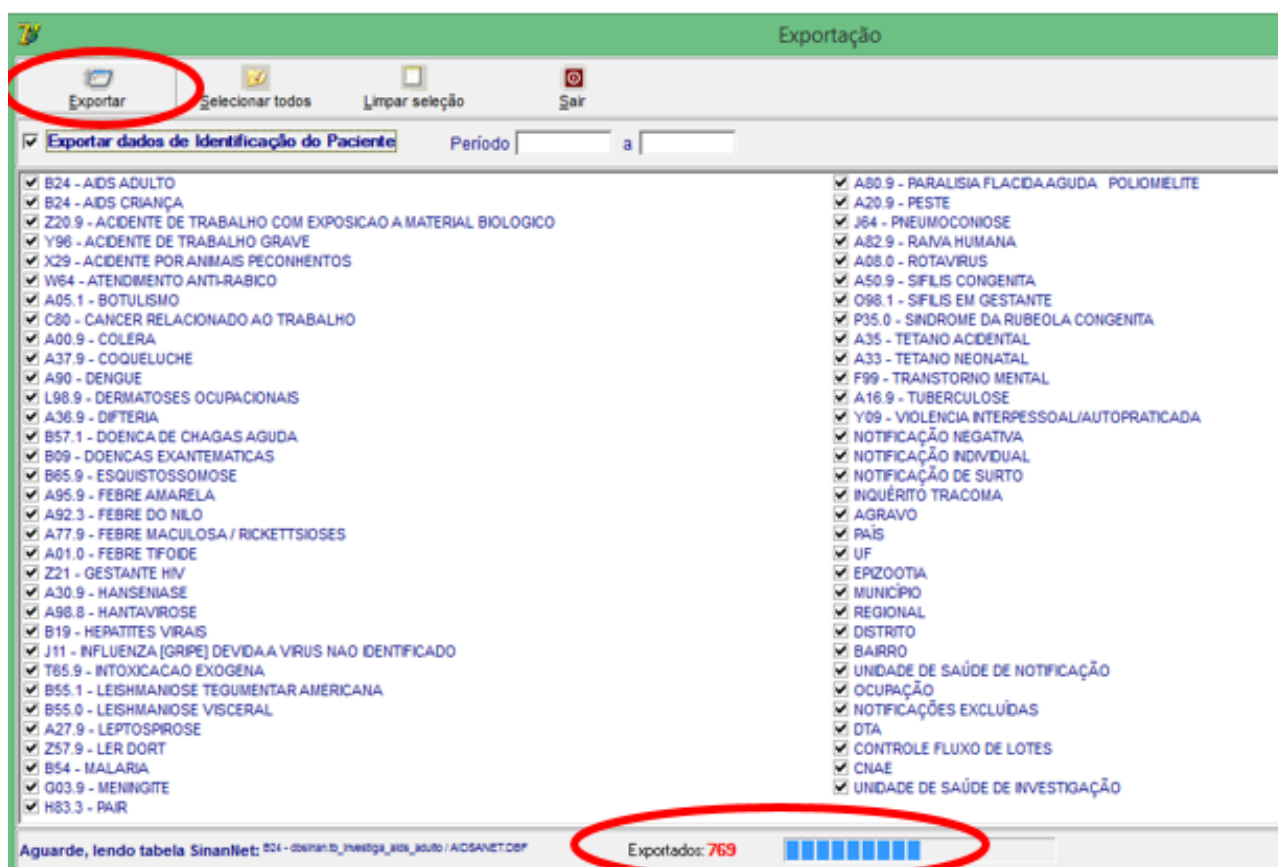 Exportação
Exportar
Selecionar todos
Limpar seleção
Sair
Exportar dados de Identificação do Paciente
Período
a
B24 - AIDS ADULTO
B24 - AIDS CRIANÇA
Z20.9 - ACIDENTE DE TRABALHO COM EXPOSICAO A MATERIAL BIOLOGICO
Y96 - ACIDENTE DE TRABALHO GRAVE
X29 - ACIDENTE POR ANIMAIS PECONHENTOS
W64 - ATENDIMENTO ANTI-RABICO
A05.1 - BOTULISMO
C80 - CANCER RELACIONADO AO TRABALHO
A00.9 - COLERA
A37.9 - COQUELUCHE
A90 - DENGUE
L98.9 - DERMATOSES OCUPACIONAIS
A36.9 - DIFTERIA
B57.1 - DOENCA DE CHAGAS AGUDA
B09 - DOENCAS EXANTEMATICAS
B65.9 - ESQUISTOSSOMOSE
A95.9 - FEBRE AMARELA
A92.3 - FEBRE DO NILO
A77.9 - FEBRE MACULOSA / RICKETTSIOSES
A01.0 - FEBRE TIFOIDE
Z21 - GESTANTE HIV
A30.9 - HANSENIASE
A98.8 - HANTAVIROSE
B19 - HEPATITES VIRAIS
J11 - INFLUENZA [GRIPE] DEVIDA A VIRUS NAO IDENTIFICADO
T65.9 - INTOXICACAO EXOGENA
B55.1 - LEISHMANIOSE TEGUMENTAR AMERICANA
B55.0 - LEISHMANIOSE VISCERAL
A27.9 - LEPTOSPIROSE
Z57.9 - LER DORT
B54 - MALARIA
G03.9 - MENINGITE
H83.3 - PAIR
A80.9 - PARALISIA FLACIDA AGUDA POLIOMIELITE
A20.9 - PESTE
J64 - PNEUMOCONIOSE
A82.9 - RAIVA HUMANA
A08.0 - ROTAVIRUS
A50.9 - SIFILIS CONGENITA
O98.1 - SIFILIS EM GESTANTE
P35.0 - SINDROME DA RUBEOLA CONGENITA
A35 - TETANO ACIDENTAL
A33 - TETANO NEONATAL
F99 - TRANSTORNO MENTAL
A16.9 - TUBERCULOSE
Y09 - VIOLENCIA INTERPESSOAL/AUTOPRATICADA
NOTIFICAÇÃO NEGATIVA
NOTIFICAÇÃO INDIVIDUAL
NOTIFICAÇÃO DE SURTO
INQUÉRITO TRACOMA
AGRAVO
PAÍS
UF
EPIZOOTIA
MUNICÍPIO
REGIONAL
DISTRITO
BAIRRO
UNIDADE DE SAÚDE DE NOTIFICAÇÃO
OCUPAÇÃO
NOTIFICAÇÕES EXCLUÍDAS
DTA
CONTROLE FLUXO DE LOTES
CNAE
UNIDADE DE SAÚDE DE INVESTIGAÇÃO
Aguarde, lendo tabela SinanNet: B24 - dbsinan.tb_investiga_aids_adulto / AIDSANET.DBF
Exportados: 769